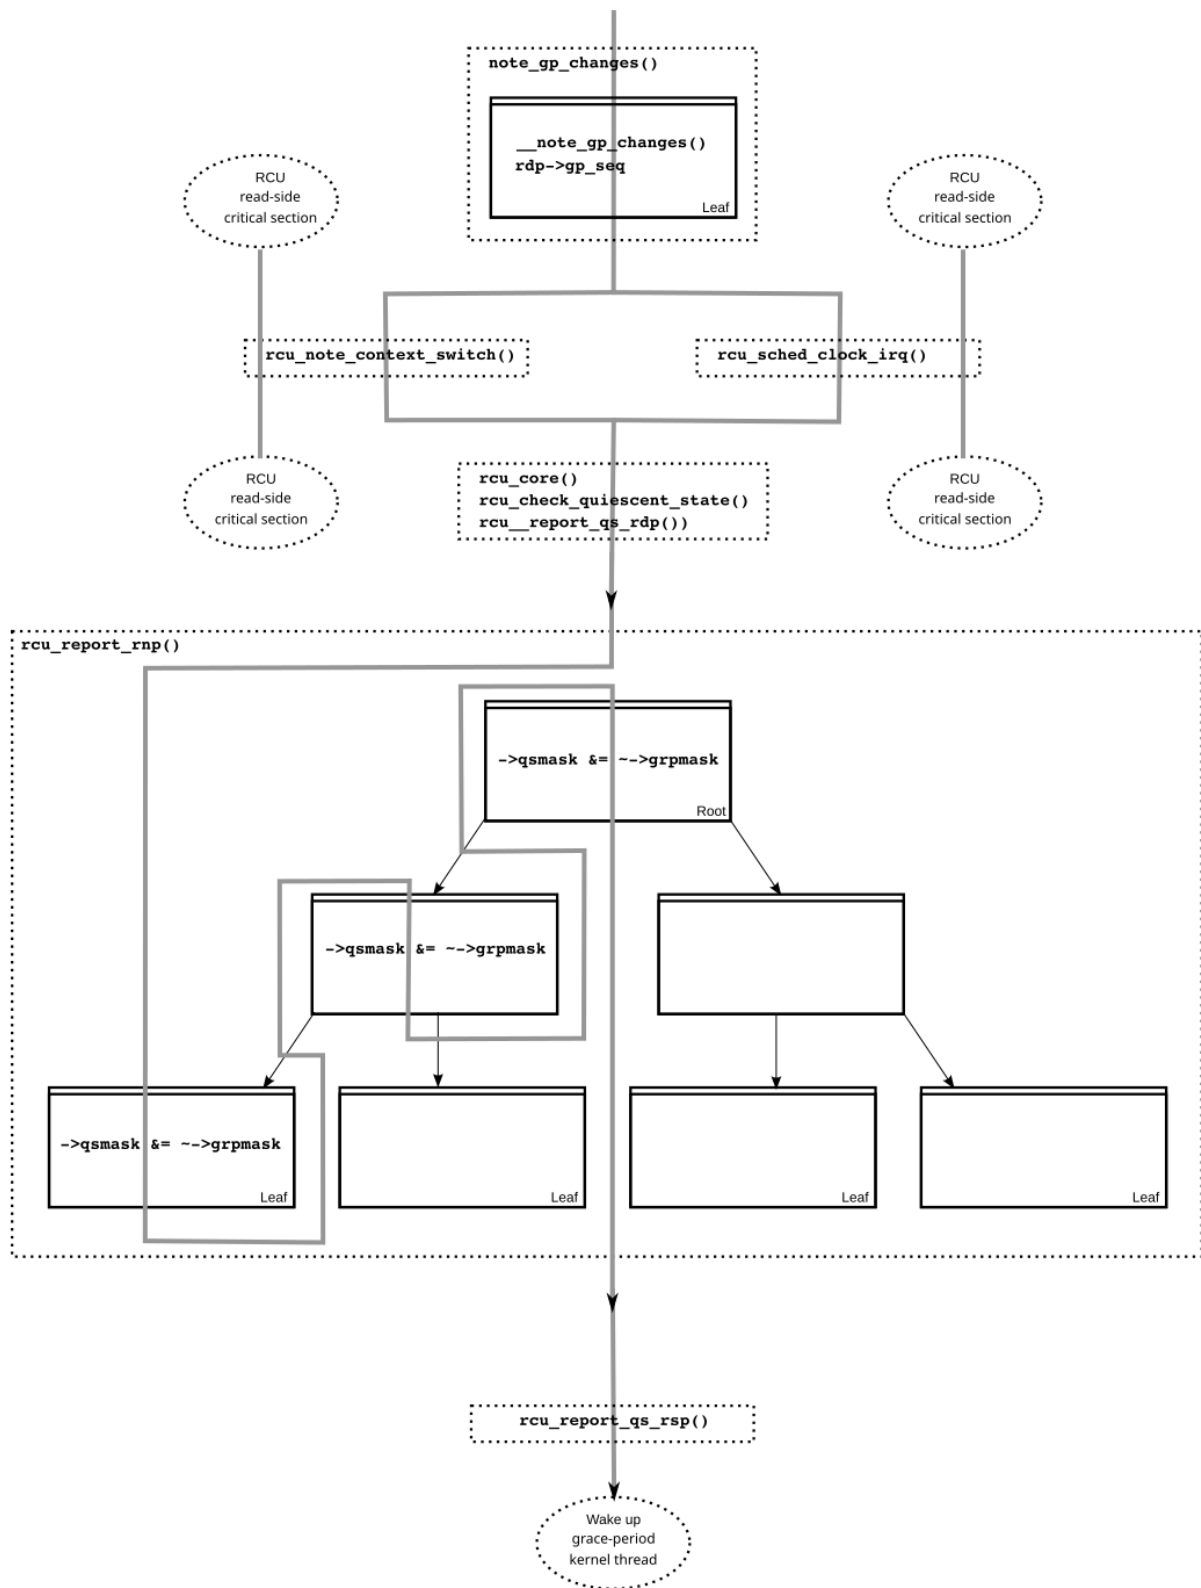 note_gp_changes()
__note_gp_changes()
rdp->gp_seq
Leaf
RCU
read-side
critical section
RCU
read-side
critical section
rcu_note_context_switch()
rcu_sched_clock_irq()
RCU
read-side
critical section
rcu_core()
rcu_check_quiescent_state()
rcu__report_qs_rdp())
RCU
read-side
critical section
rcu_report_rnp()
->qsmask &= ~->grpmask
Root
->qsmask &= ~->grpmask
->qsmask &= ~->grpmask
Leaf
Leaf
Leaf
Leaf
rcu_report_qs_rsp()
Wake up
grace-period
kernel thread